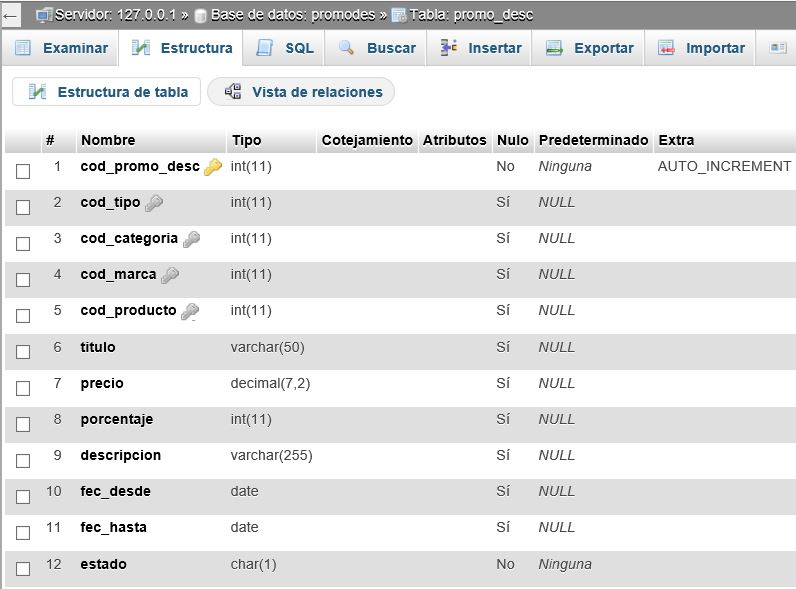 Servidor: 127.0.0.1 » Base de datos: promodes » Tabla: promo_desc
Examinar Estructura SQL Buscar Insertar Exportar Importar
Estructura de tabla Vista de relaciones
# Nombre Tipo Cotejamiento Atributos Nulo Predeterminado Extra
1 cod_promo_desc int(11) No Ninguna AUTO_INCREMENT
2 cod_tipo int(11) Sí NULL
3 cod_categoria int(11) Sí NULL
4 cod_marca int(11) Sí NULL
5 cod_producto int(11) Sí NULL
6 titulo varchar(50) Sí NULL
7 precio decimal(7,2) Sí NULL
8 porcentaje int(11) Sí NULL
9 descripcion varchar(255) Sí NULL
10 fec_desde date Sí NULL
11 fec_hasta date Sí NULL
12 estado char(1) No Ninguna